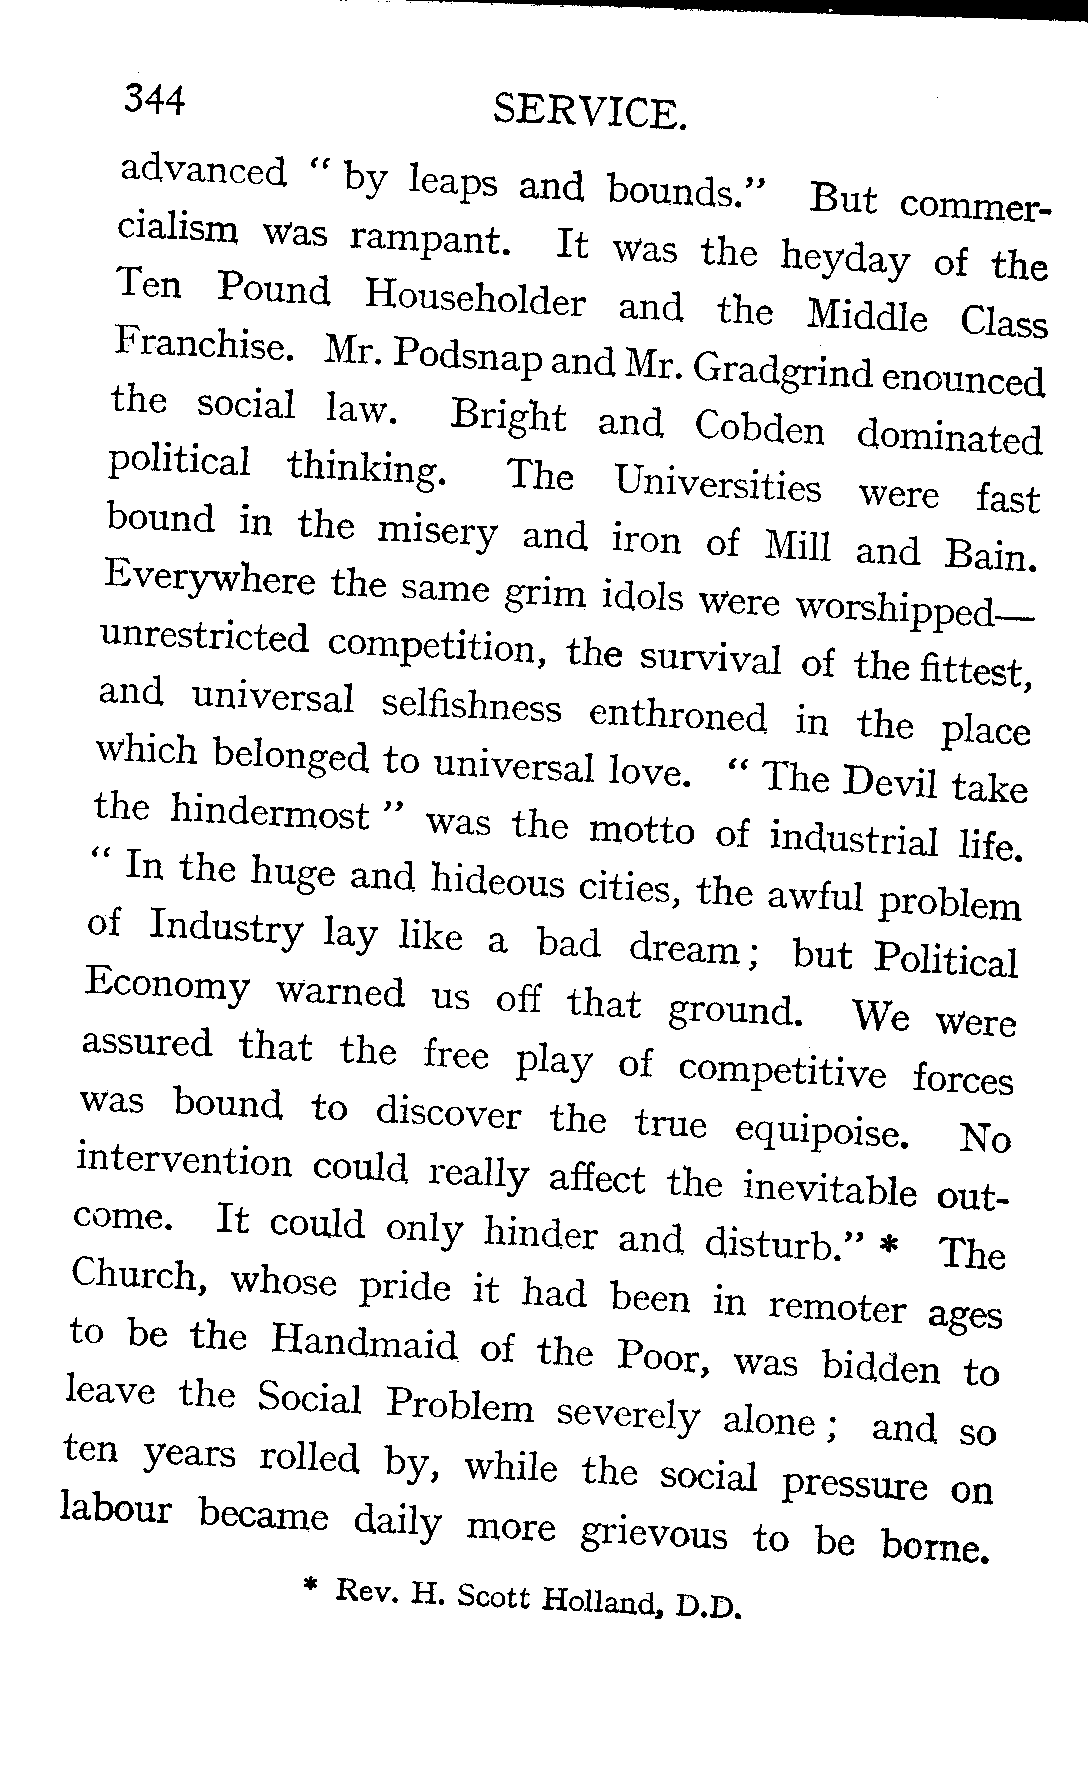 344 SERVICE.
advanced “ by leaps and bounds.” But commer-
cialism was rampant. It was the heyday of the
Ten Pound Householder and the Middle Class
Franchise. Mr. Podsnap and Mr. Gradgrind enounced
the social law. Bright and Cobden dominated
political thinking. The Universities were fast
bound in the misery and iron of Mill and Bain.
Everywhere the same grim idols were worshipped—
unrestricted competition, the survival of the fittest,
and universal selfishness enthroned in the place
which belonged to universal love. “ The Devil take
the hindermost ” was the motto of industrial life.
“ In the huge and hideous cities, the awful problem
of Industry lay like a bad dream ; but Political
Economy warned us off that ground. We were
assured that the free play of competitive forces
was bound to discover the true equipoise. No
intervention could really affect the inevitable out-
come. It could only hinder and disturb.” * The
Church, whose pride it had been in remoter ages
to be the Handmaid of the Poor, was bidden to
leave the Social Problem severely alone ; and so
ten years rolled by, while the social pressure on
labour became daily more grievous to be borne.
* Rev. H. Scott Holland, D.D.